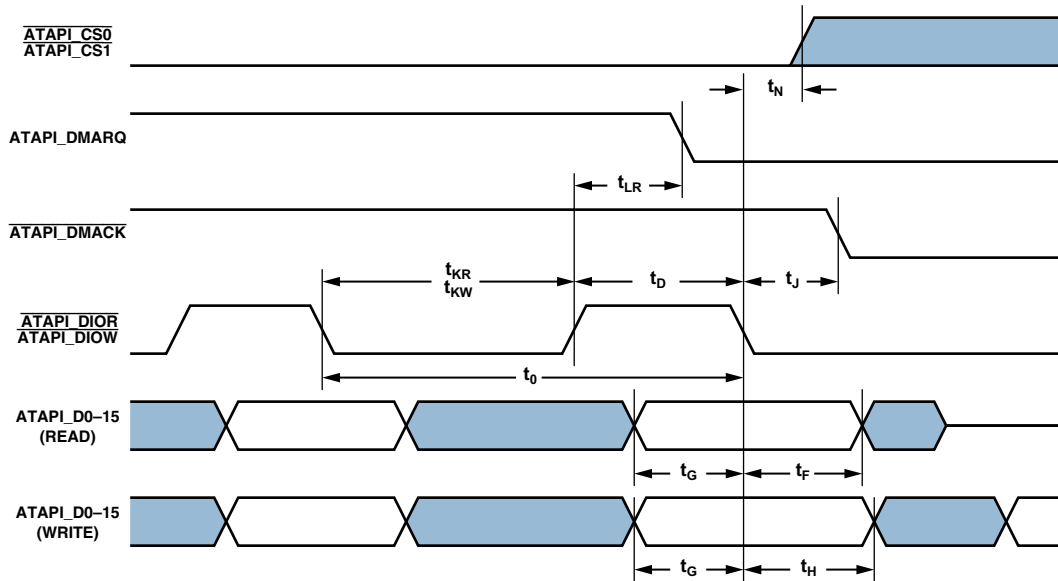 ATAPI_CS0
ATAPI_CS1
tN
ATAPI_DMARQ
tLR
ATAPI_DMACK
tKR
tKW
tD
tJ
ATAPI_DIOR
ATAPI_DIOW
t0
ATAPI_D0–15
(READ)
tG
tF
ATAPI_D0–15
(WRITE)
tG
tH